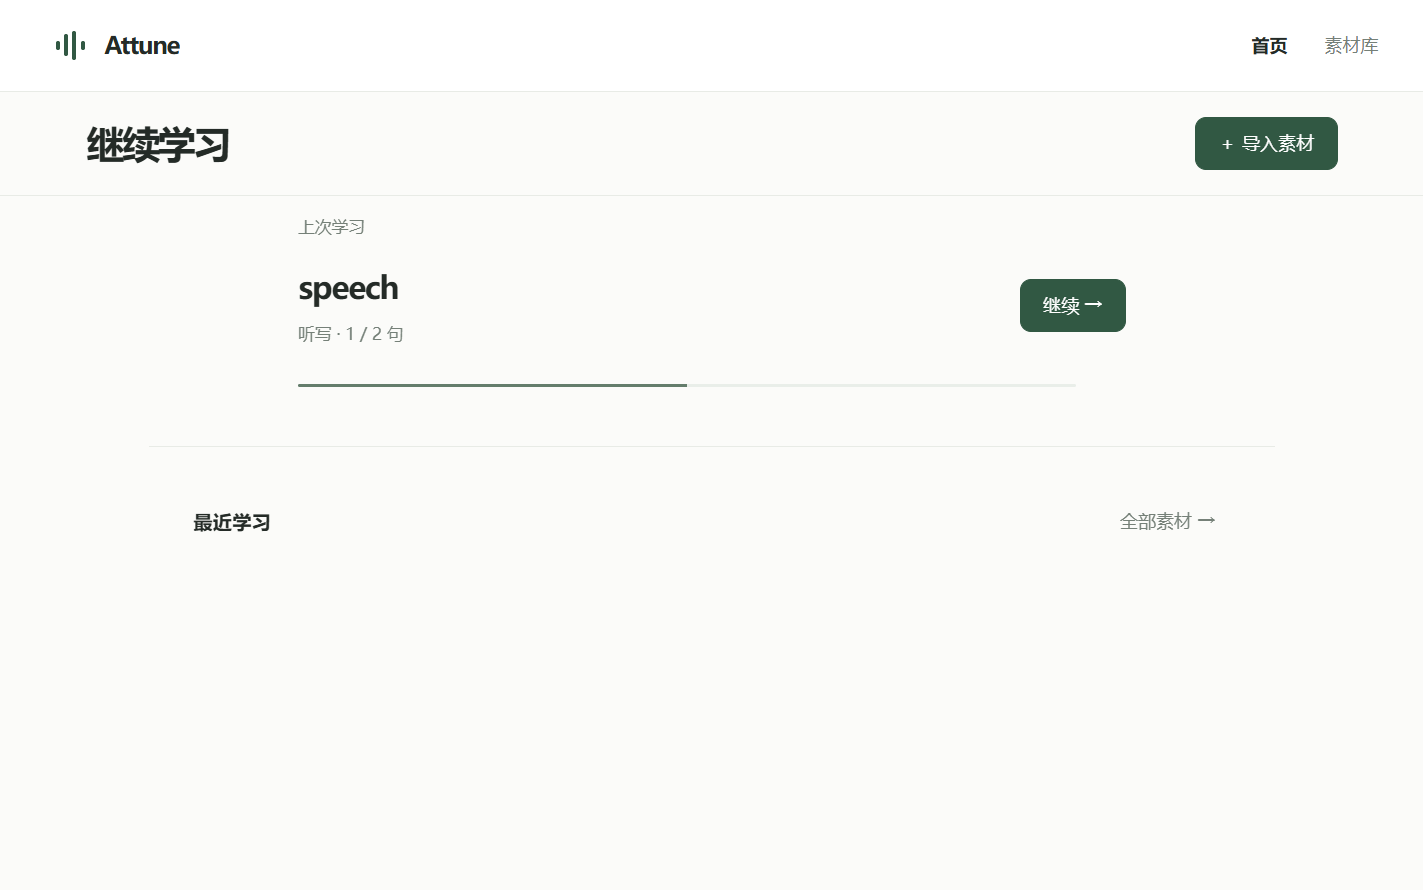 Attune
首页
素材库
继续学习
+ 导入素材
上次学习
speech
听写 · 1 / 2 句
继续 →
最近学习
全部素材 →